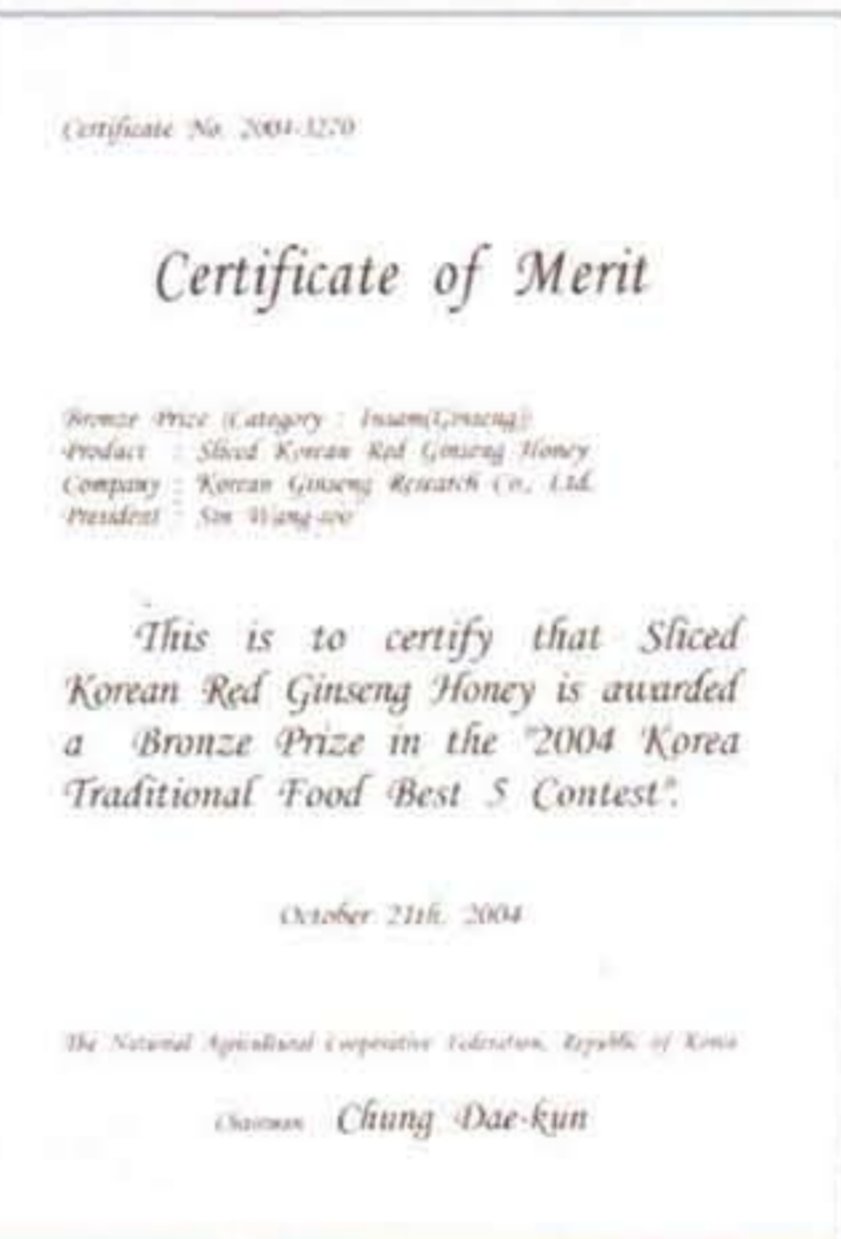 Certificate No. 2004-3270
Certificate of Merit
Bronze Prize (Category : Insam(Ginseng))
Product : Sliced Korean Red Ginseng Honey
Company : Korean Ginseng Research Co., Ltd.
President : Sin Wang-soo
This is to certify that Sliced
Korean Red Ginseng Honey is awarded
a Bronze Prize in the "2004 Korea
Traditional Food Best 5 Contest".
October 21th, 2004
The National Agricultural Cooperative Federation, Republic of Korea
Chairman Chung Dae-kun